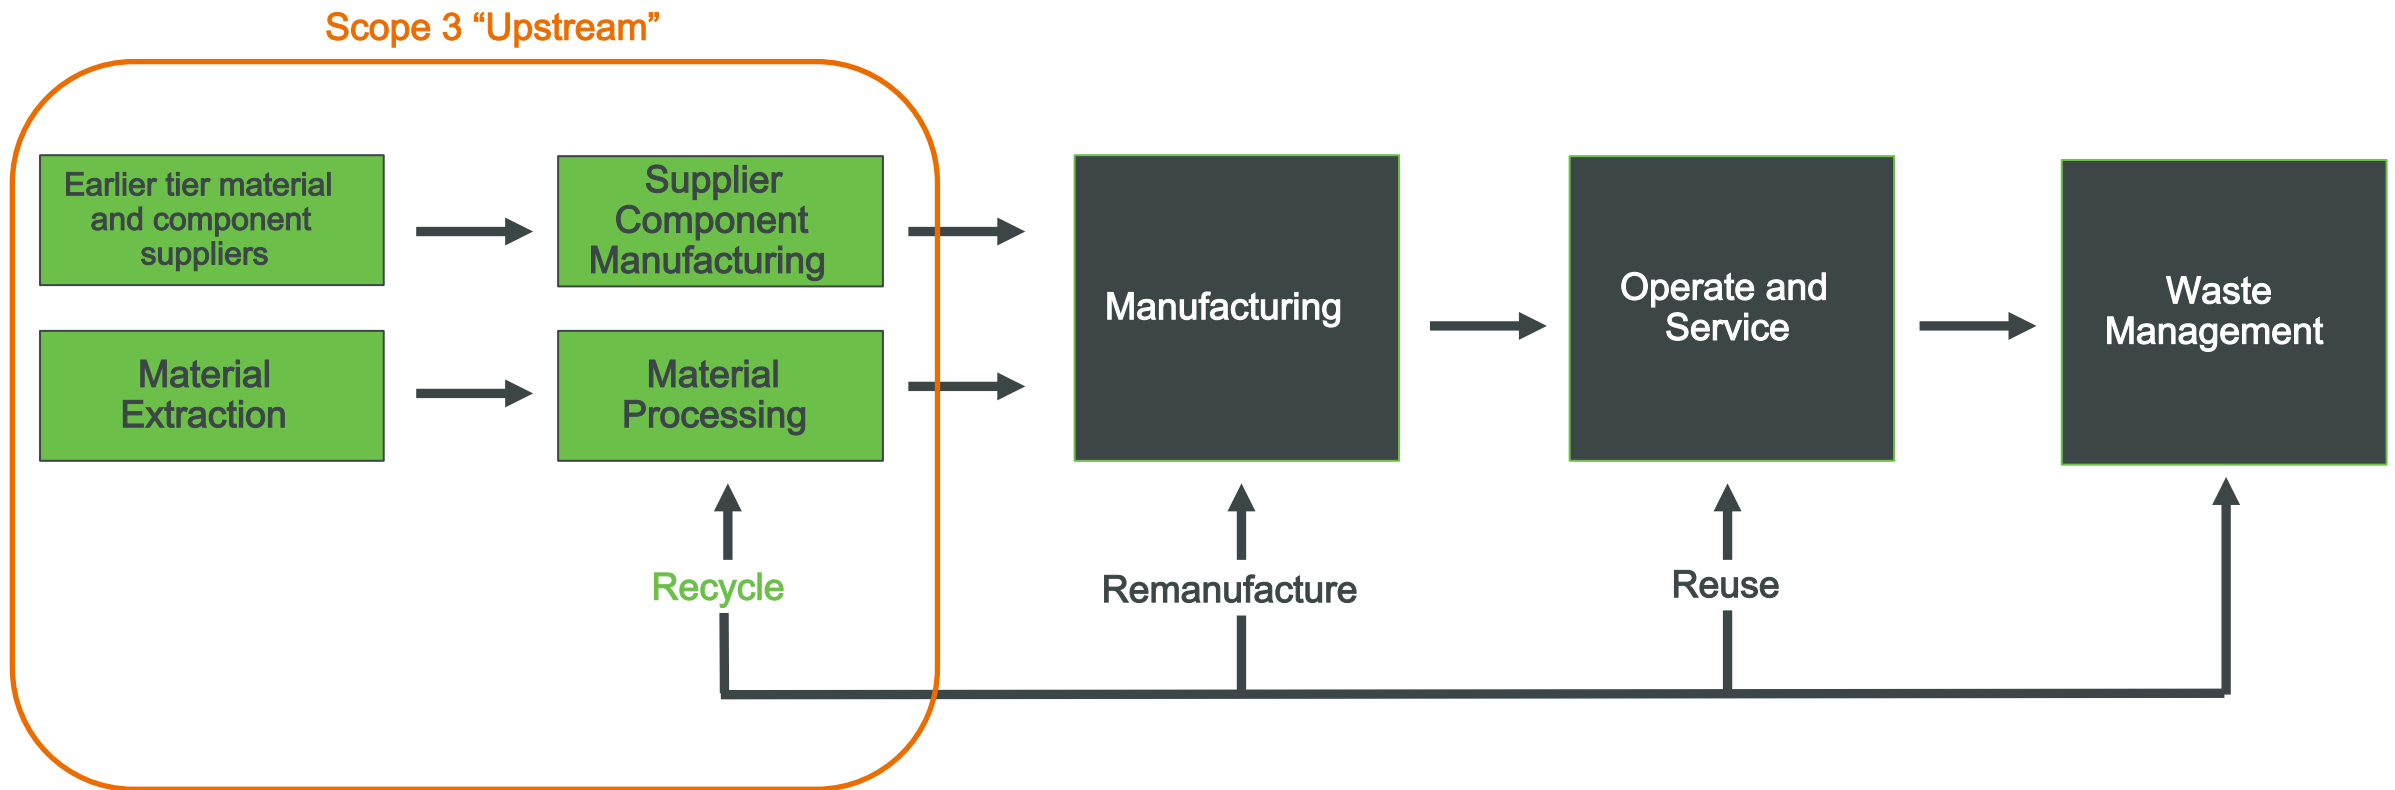 Scope 3 “Upstream”
Earlier tier material
and component
suppliers
Supplier
Component
Manufacturing
Material
Extraction
Material
Processing
Manufacturing
Operate and
Service
Waste
Management
Recycle
Remanufacture
Reuse